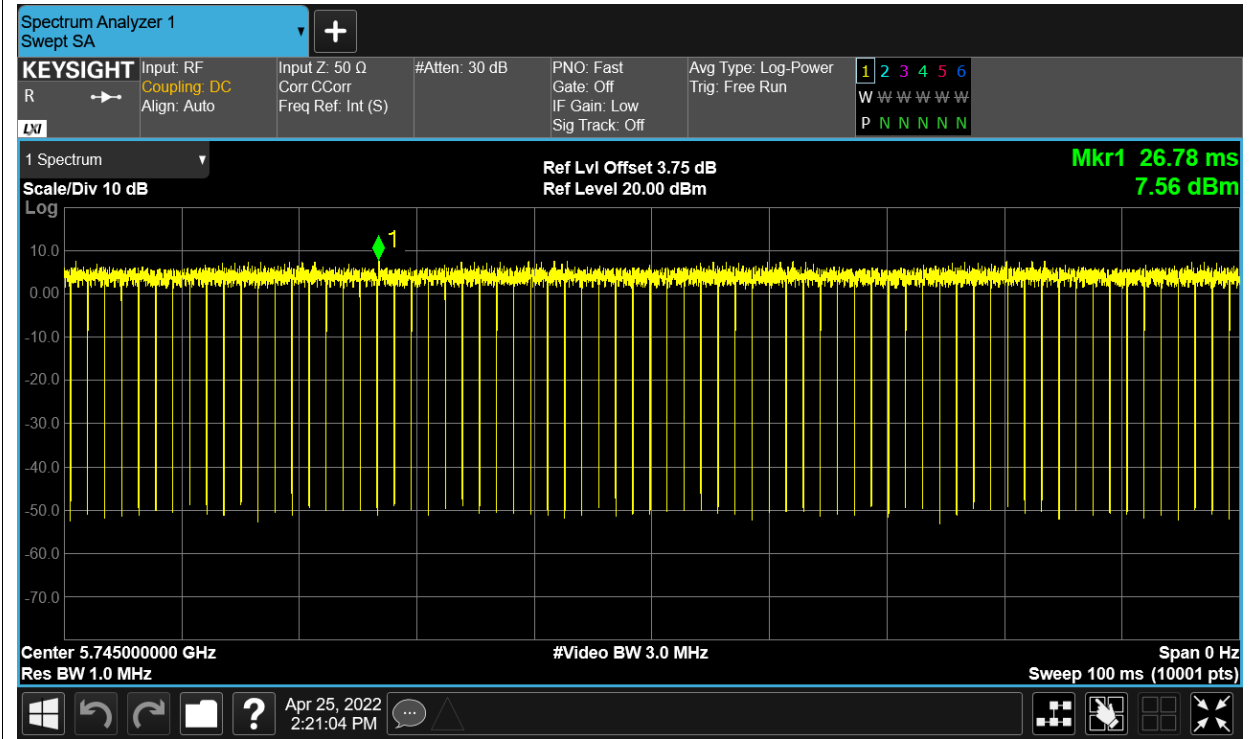 Spectrum Analyzer 1
Swept SA
KEYSIGHT
R
LXI
Input: RF
Coupling: DC
Align: Auto
Input Z: 50 Ω
Corr CCorr
Freq Ref: Int (S)
#Atten: 30 dB
PNO: Fast
Gate: Off
IF Gain: Low
Sig Track: Off
Avg Type: Log-Power
Trig: Free Run
1 2 3 4 5 6
W W W W W W
P N N N N N
1 Spectrum
Scale/Div 10 dB
Log
Ref Lvl Offset 3.75 dB
Ref Level 20.00 dBm
Mkr1 26.78 ms
7.56 dBm
1
10.0
0.00
-10.0
-20.0
-30.0
-40.0
-50.0
-60.0
-70.0
Center 5.745000000 GHz
Res BW 1.0 MHz
#Video BW 3.0 MHz
Span 0 Hz
Sweep 100 ms (10001 pts)
?
Apr 25, 2022
2:21:04 PM